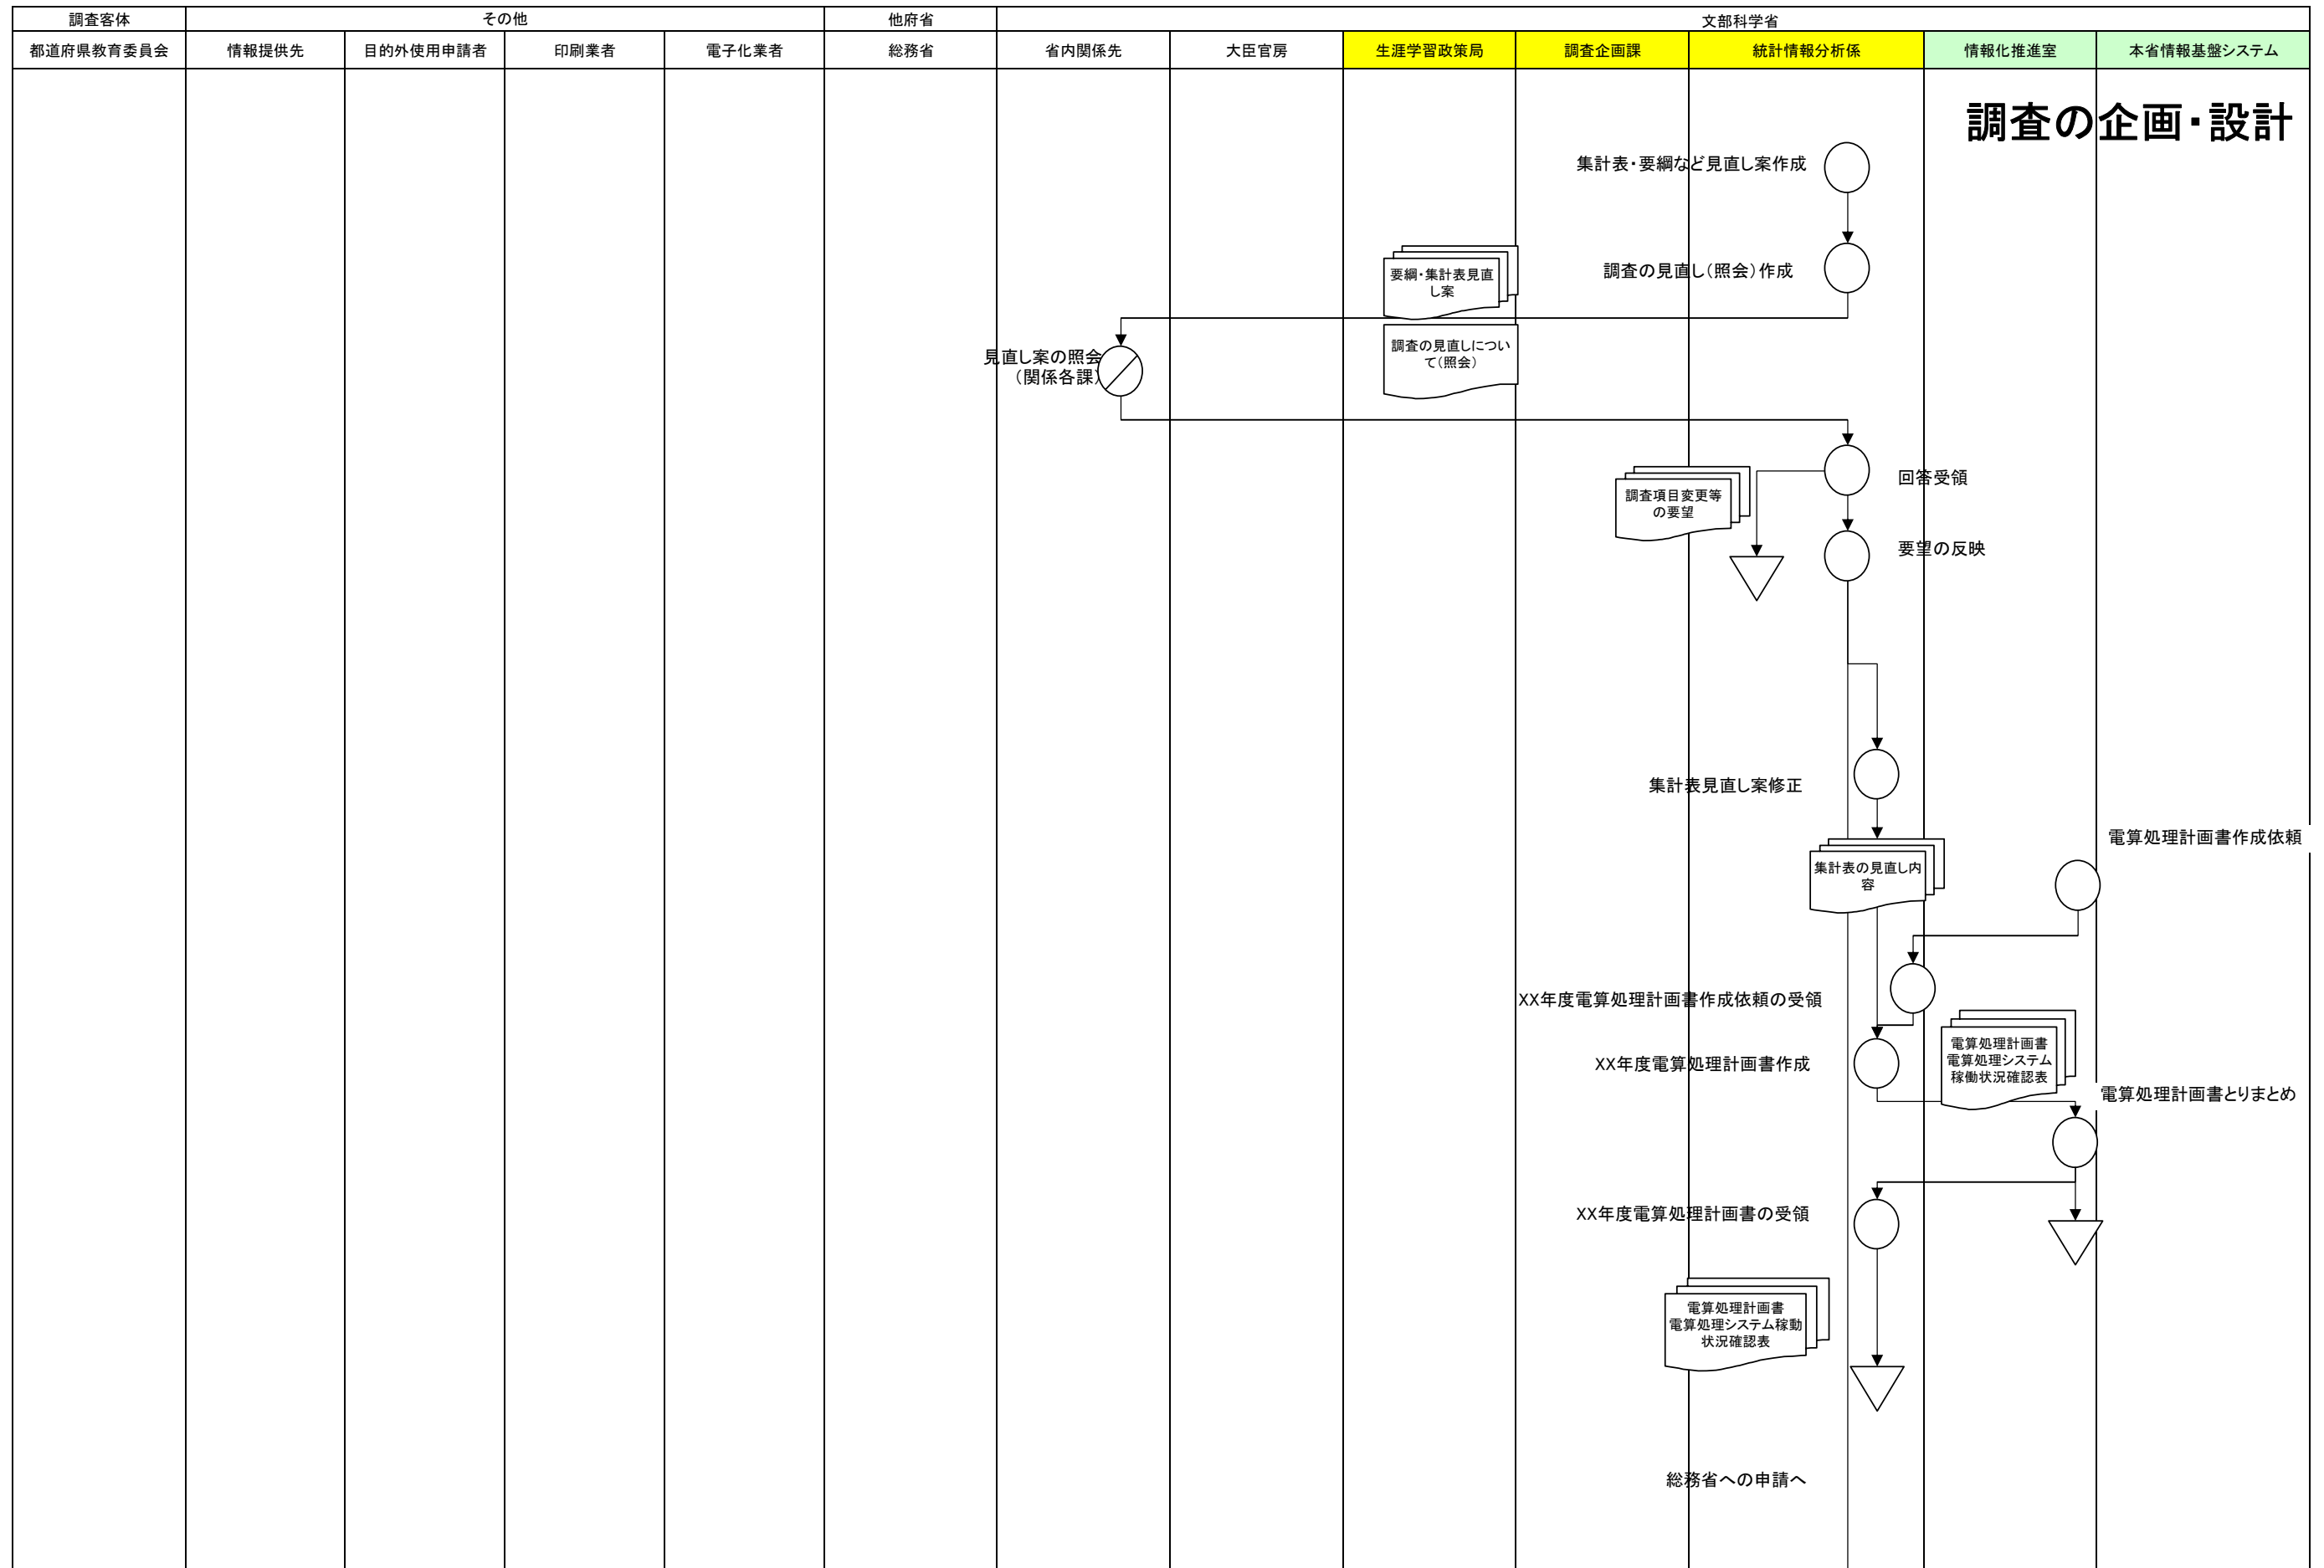 調査客体
その他
他府省
文部科学省
都道府県教育委員会
情報提供先
目的外使用申請者
印刷業者
電子化業者
総務省
省内関係先
大臣官房
生涯学習政策局
調査企画課
統計情報分析係
情報化推進室
本省情報基盤システム
調査の企画・設計
集計表・要綱など見直し案作成
調査の見直し(照会)作成
要綱・集計表見直
し案
調査の見直しについ
て(照会)
見直し案の照会
(関係各課)
回答受領
調査項目変更等
の要望
要望の反映
集計表見直し案修正
電算処理計画書作成依頼
集計表の見直し内
容
XX年度電算処理計画書作成依頼の受領
電算処理計画書
電算処理システム
稼働状況確認表
XX年度電算処理計画書作成
電算処理計画書とりまとめ
XX年度電算処理計画書の受領
電算処理計画書
電算処理システム稼動
状況確認表
総務省への申請へ